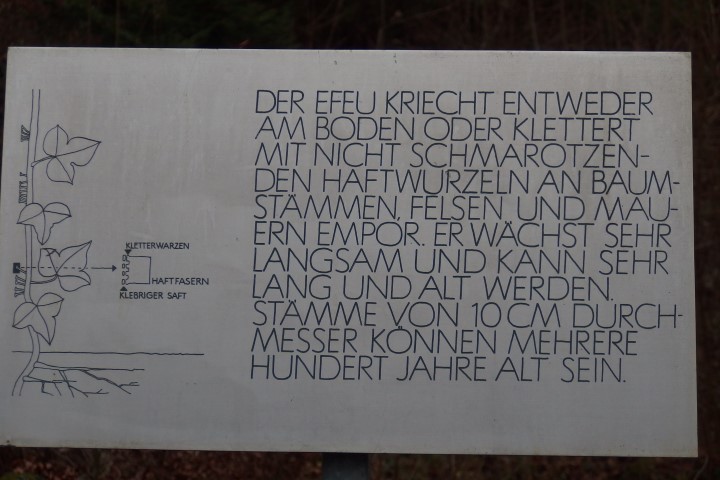 KLETTERWARZEN
HAFTFASERN
KLEBRIGER SAFT
DER EFEU KRIECHT ENTWEDER
AM BODEN ODER KLETTERT
MIT NICHT SCHMAROTZEN-
DEN HAFTWURZELN AN BAUM-
STÄMMEN, FELSEN UND MAU-
ERN EMPOR. ER WÄCHST SEHR
LANGSAM UND KANN SEHR
LANG UND ALT WERDEN.
STÄMME VON 10 CM DURCH-
MESSER KÖNNEN MEHRERE
HUNDERT JAHRE ALT SEIN.